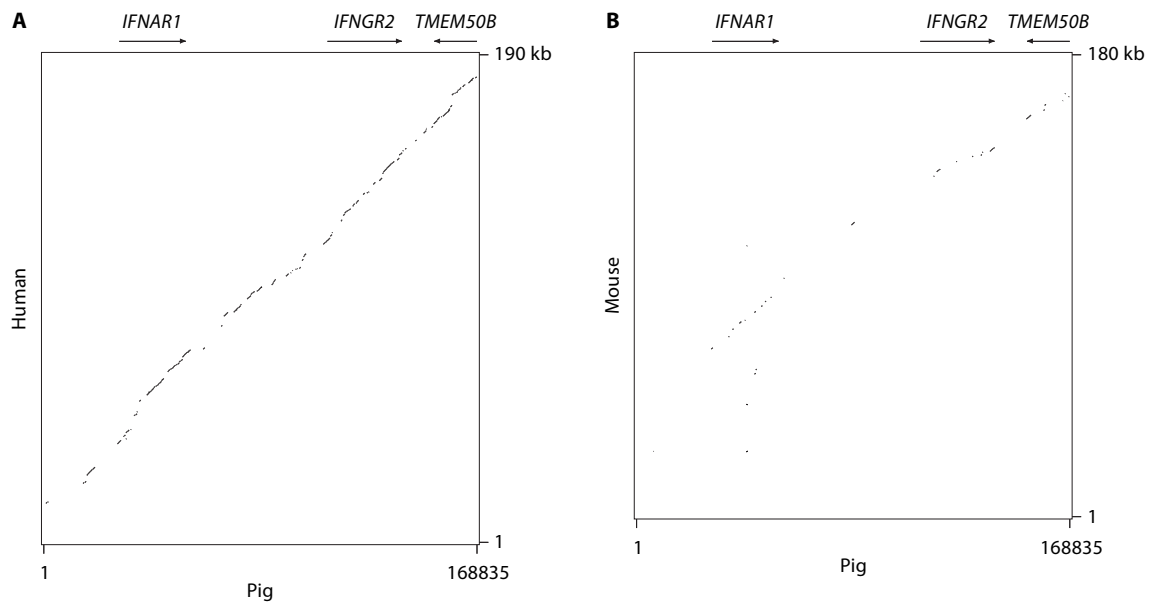 A
IFNAR1 IFNGR2 TMEM50B
190 kb
Human
1
1 168835
Pig
B
IFNAR1 IFNGR2 TMEM50B
180 kb
Mouse
1
1 168835
Pig